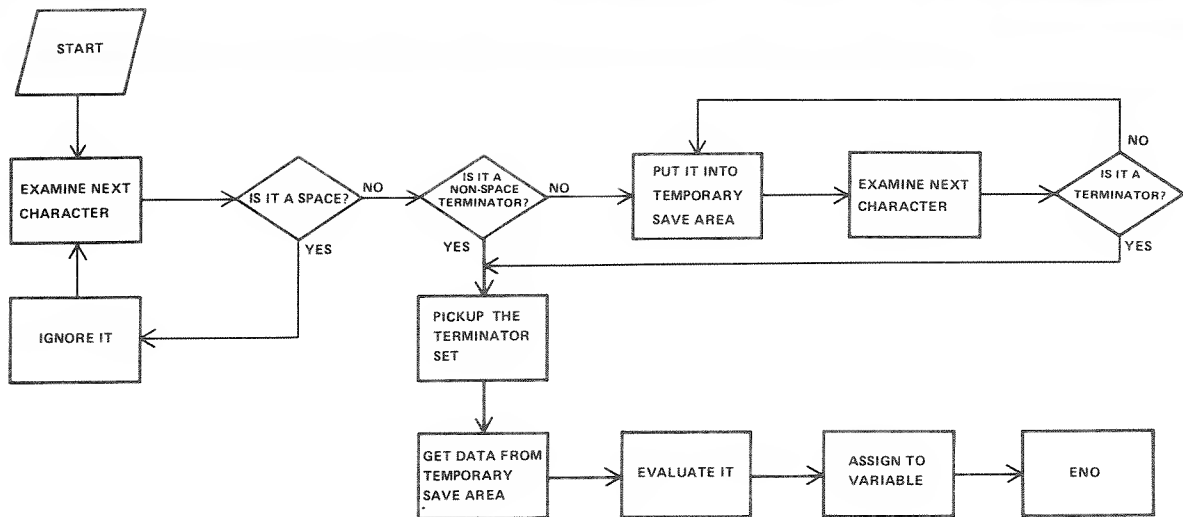 START
EXAMINE NEXT
CHARACTER
IS IT A SPACE?
NO
YES
IGNORE IT
IS IT A
NON-SPACE
TERMINATOR?
NO
YES
PUT IT INTO
TEMPORARY
SAVE AREA
EXAMINE NEXT
CHARACTER
NO
IS IT A
TERMINATOR?
YES
PICKUP THE
TERMINATOR
SET
GET DATA FROM
TEMPORARY
SAVE AREA
EVALUATE IT
ASSIGN TO
VARIABLE
ENO